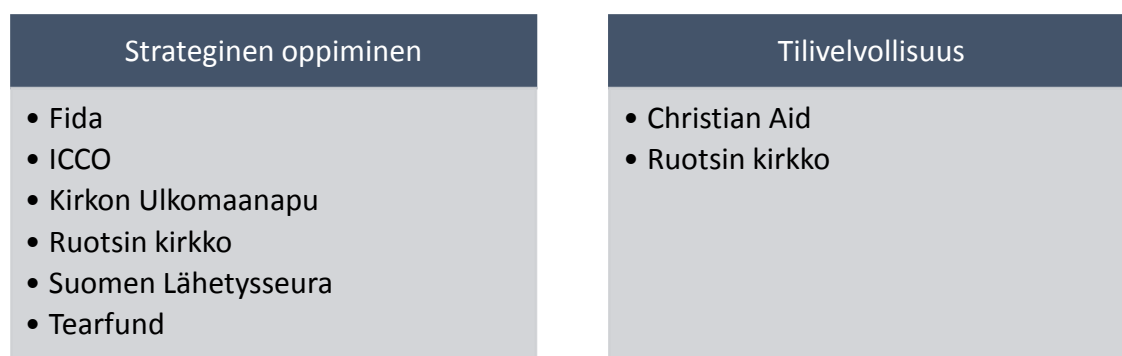 Strateginen oppiminen
• Fida
• ICCO
• Kirkon Ulkomaanapu
• Ruotsin kirkko
• Suomen Lähetysseura
• Tearfund
Tilivelvollisuus
• Christian Aid
• Ruotsin kirkko